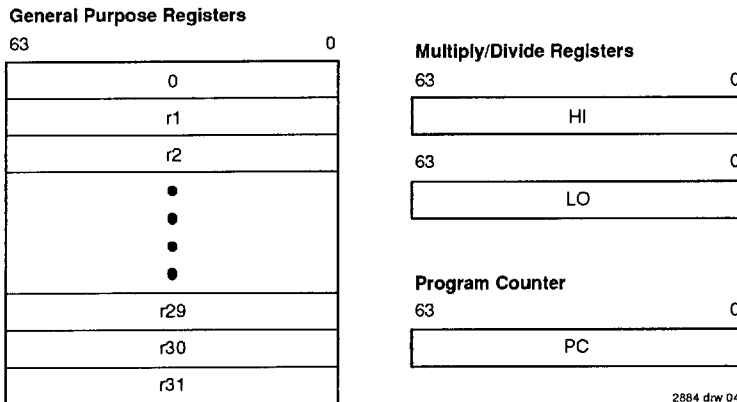 General Purpose Registers
63 0
0
r1
r2
r29
r30
r31
Multiply/Divide Registers
63 0
HI
63 0
LO
Program Counter
63 0
PC
2884 drw 04